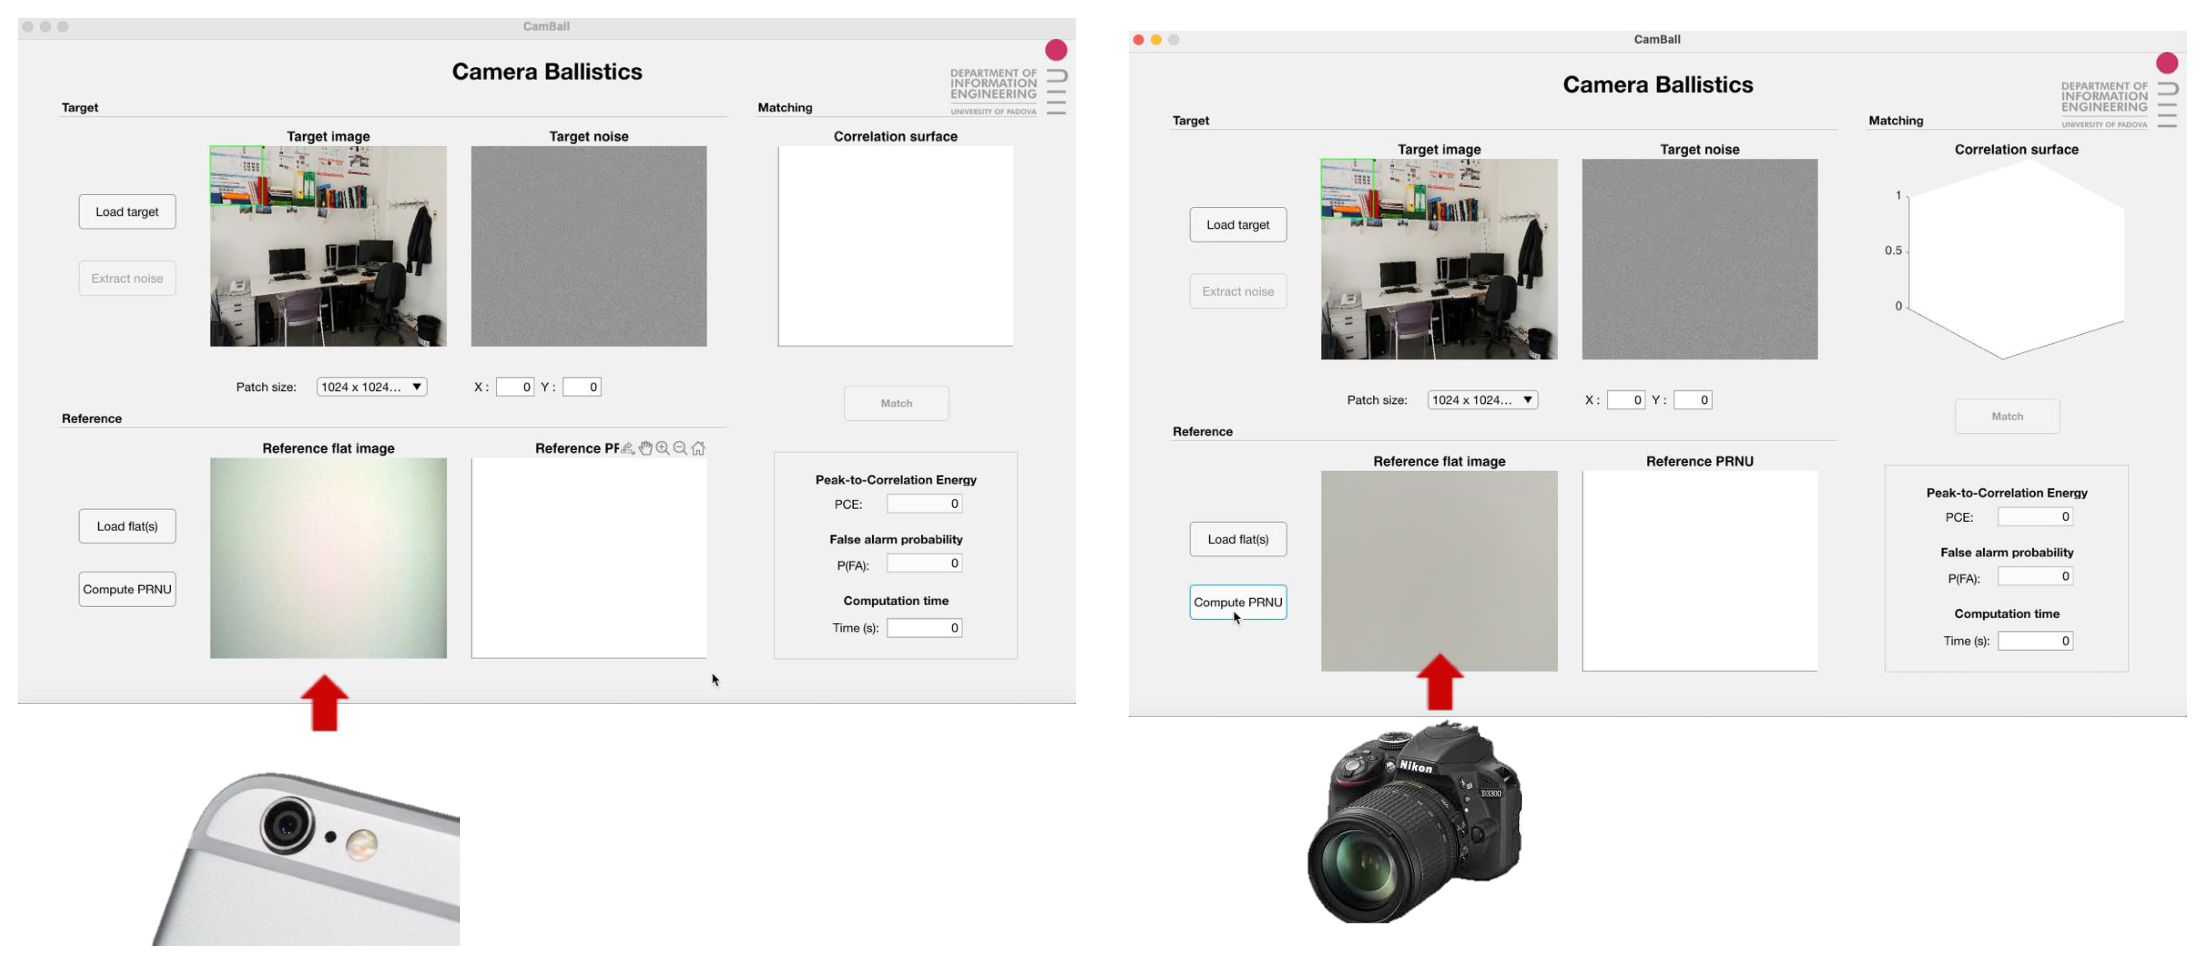 CamBall
Camera Ballistics
DEPARTMENT OF
INFORMATION
ENGINEERING
UNIVERSITY OF PADOVA
Target
Matching
Target image
Target noise
Correlation surface
Load target
Extract noise
Patch size:
1024 x 1024...
X :
0
Y :
0
Match
Reference
Reference flat image
Reference PF
Load flat(s)
Compute PRNU
Peak-to-Correlation Energy
PCE:
0
False alarm probability
P(FA):
0
Computation time
Time (s):
0
CamBall
Camera Ballistics
DEPARTMENT OF
INFORMATION
ENGINEERING
UNIVERSITY OF PADOVA
Target
Matching
Target image
Target noise
Correlation surface
1
0.5
0
Load target
Extract noise
Patch size:
1024 x 1024...
X :
0
Y :
0
Match
Reference
Reference flat image
Reference PRNU
Load flat(s)
Compute PRNU
Peak-to-Correlation Energy
PCE:
0
False alarm probability
P(FA):
0
Computation time
Time (s):
0
Nikon
D3300